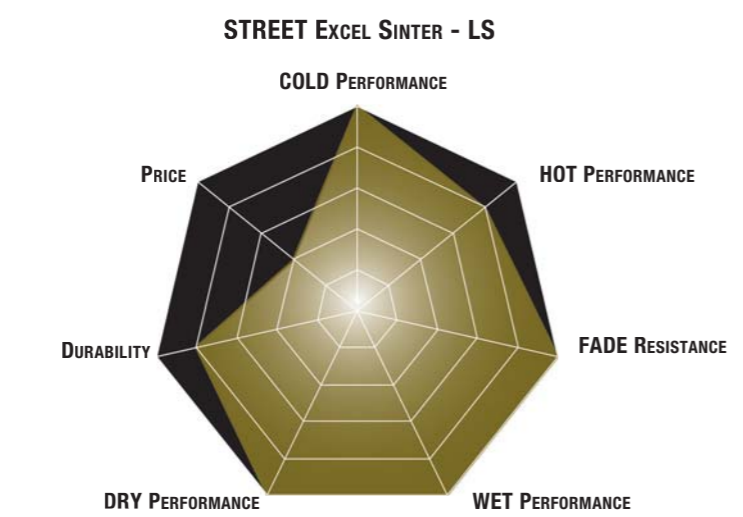 STREET EXCEL SINTER - LS
COLD PERFORMANCE
PRICE
HOT PERFORMANCE
DURABILITY
FADE RESISTANCE
DRY PERFORMANCE
WET PERFORMANCE